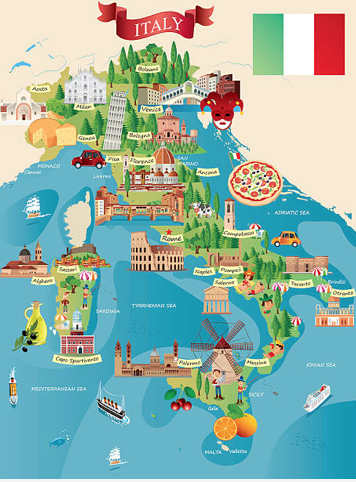 ITALY
Bolzano
Aosta
Milan
Venice
Genoa
Bologna
MONACO
Cannes
Pisa
Florence
SAN
MARINO
Livorno
Ancona
ADRIATIC SEA
Rome
Campobasso
Sassari
Alghero
Naples
Pompeii
Salerno
Taranto
Brindisi
Otranto
SARDINIA
TYRRHENIAN SEA
Capo Spartivento
Palermo
Messina
IONIAN SEA
MEDITERRANEAN SEA
SICILY
Gela
MALTA
Valletta